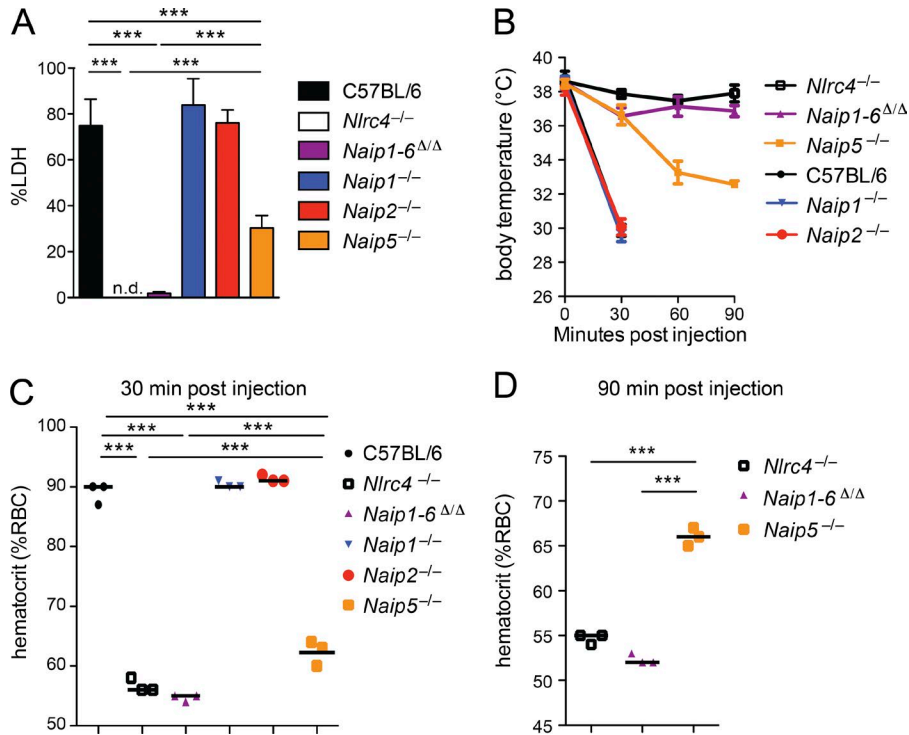 A
***
***
***
***
***
%LDH
100
80
60
40
20
0
n.d.
C57BL/6
Nlrc4–/–
Naip1-6Δ/Δ
Naip1–/–
Naip2–/–
Naip5–/–
B
body temperature (°C)
40
38
36
34
32
30
28
26
0
30
60
90
Minutes post injection
Nlrc4–/–
Naip1-6Δ/Δ
Naip5–/–
C57BL/6
Naip1–/–
Naip2–/–
C
30 min post injection
***
***
***
***
***
hematocrit (%RBC)
100
90
80
70
60
50
C57BL/6
Nlrc4–/–
Naip1-6Δ/Δ
Naip1–/–
Naip2–/–
Naip5–/–
D
90 min post injection
***
***
hematocrit (%RBC)
75
70
65
60
55
50
45
Nlrc4–/–
Naip1-6Δ/Δ
Naip5–/–